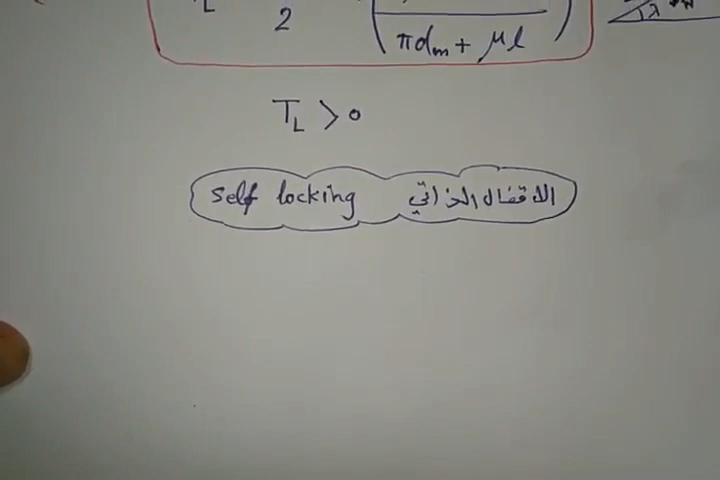 L 2 ( πdm + μl )
TL > 0
self locking الاقفال الذاتي